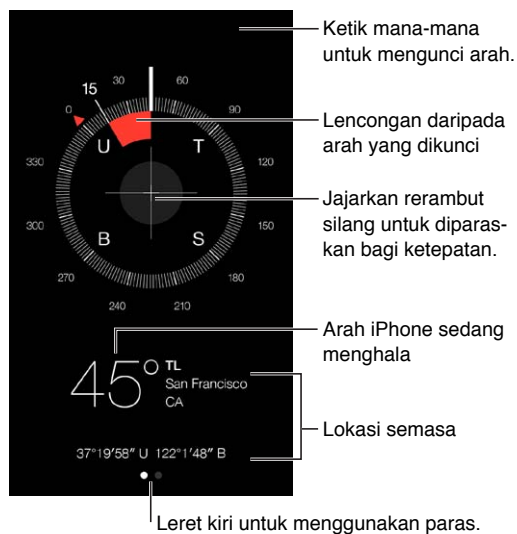 Ketik mana-mana
untuk mengunci arah.
15
30
60
0
90
U
T
Lencongan daripada
arah yang dikunci
330
120
Jajarkan rerambut
silang untuk diparas-
kan bagi ketepatan.
300
150
B
S
270
180
240
210
Arah iPhone sedang
menghala
45° TL
San Francisco
CA
Lokasi semasa
37°19′58″ U 122°1′48″ B
Leret kiri untuk menggunakan paras.